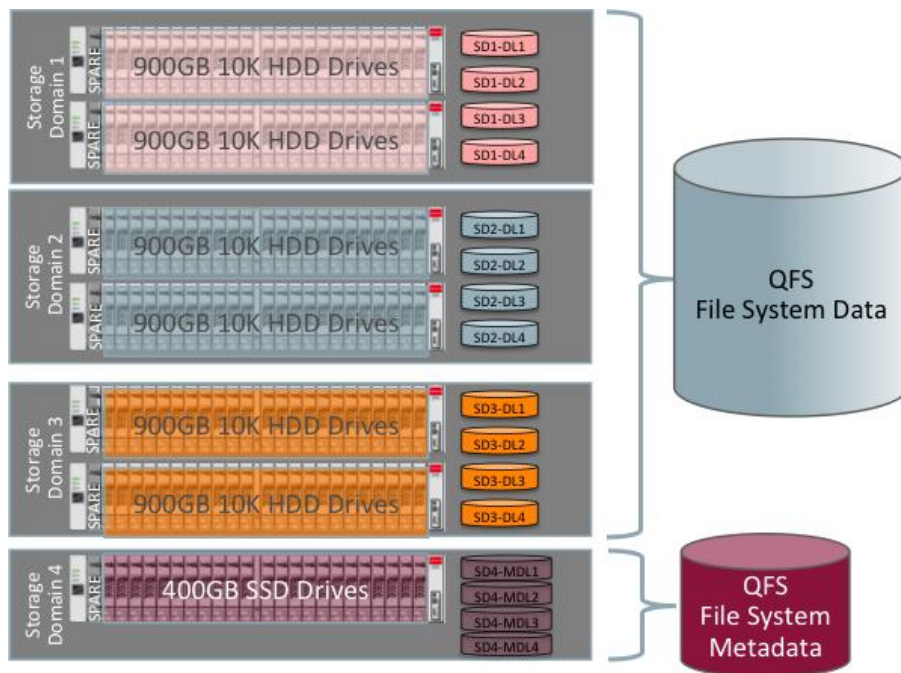 Storage
Domain 1
SPARE
900GB 10K HDD Drives
SPARE
900GB 10K HDD Drives
SD1-DL1
SD1-DL2
SD1-DL3
SD1-DL4
Storage
Domain 2
SPARE
900GB 10K HDD Drives
SPARE
900GB 10K HDD Drives
SD2-DL1
SD2-DL2
SD2-DL3
SD2-DL4
Storage
Domain 3
SPARE
900GB 10K HDD Drives
SPARE
900GB 10K HDD Drives
SD3-DL1
SD3-DL2
SD3-DL3
SD3-DL4
QFS
File System Data
Storage
Domain 4
SPARE
400GB SSD Drives
SD4-MDL1
SD4-MDL2
SD4-MDL3
SD4-MDL4
QFS
File System
Metadata